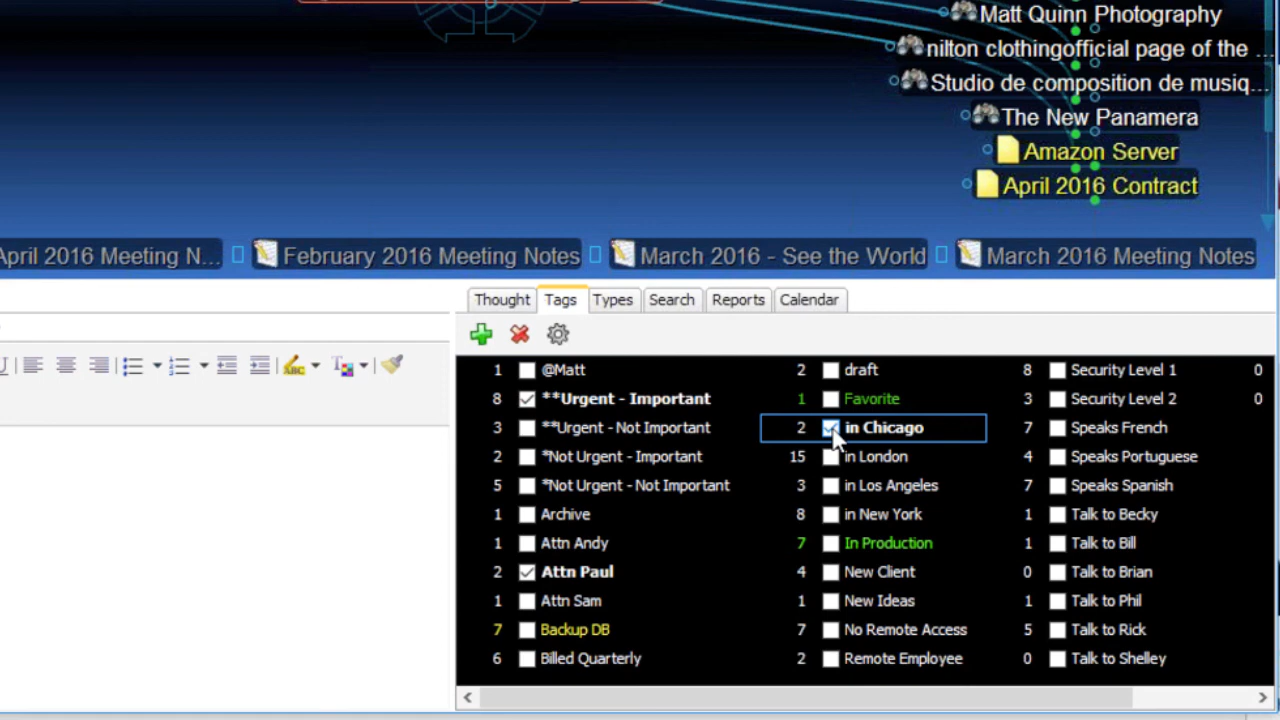 Matt Quinn Photography
nilton clothingofficial page of the ...
Studio de composition de musiq...
The New Panamera
Amazon Server
April 2016 Contract
April 2016 Meeting N...
February 2016 Meeting Notes
March 2016 - See the World
March 2016 Meeting Notes
Thought Tags Types Search Reports Calendar
1 @Matt
8 **Urgent - Important
3 **Urgent - Not Important
2 *Not Urgent - Important
5 *Not Urgent - Not Important
1 Archive
1 Attn Andy
2 Attn Paul
1 Attn Sam
7 Backup DB
6 Billed Quarterly
2 draft
1 Favorite
2 in Chicago
15 in London
3 in Los Angeles
8 in New York
7 In Production
4 New Client
1 New Ideas
7 No Remote Access
2 Remote Employee
8 Security Level 1
3 Security Level 2
7 Speaks French
4 Speaks Portuguese
7 Speaks Spanish
1 Talk to Becky
1 Talk to Bill
0 Talk to Brian
1 Talk to Phil
5 Talk to Rick
0 Talk to Shelley
0
0